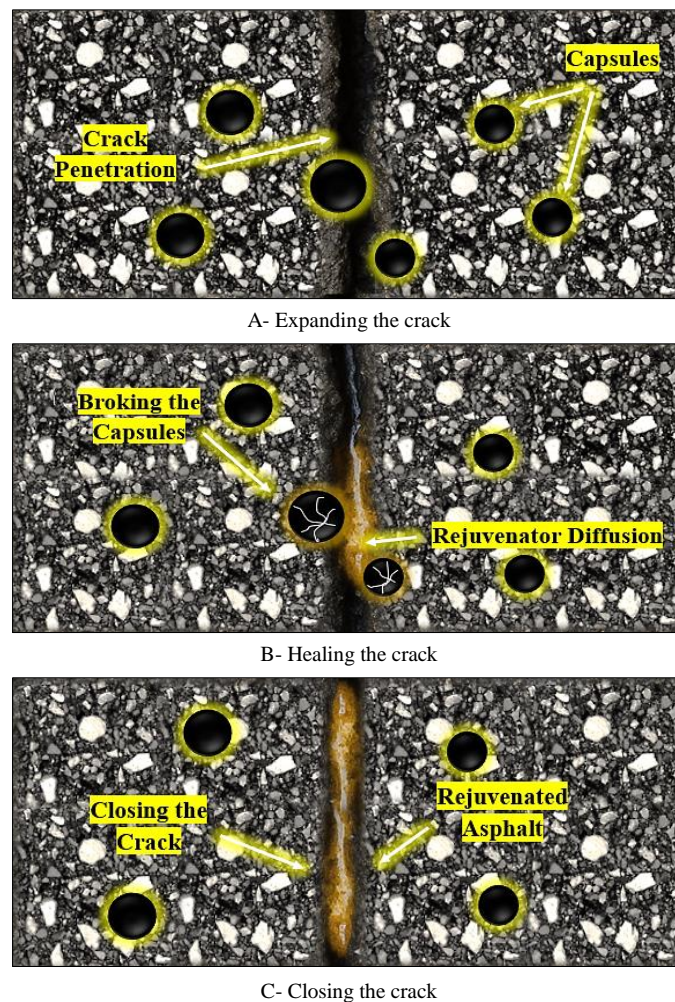 Capsules
Crack
Penetration
A- Expanding the crack
Broking the
Capsules
Rejuvenator Diffusion
B- Healing the crack
Closing the
Crack
Rejuvenated
Asphalt
C- Closing the crack